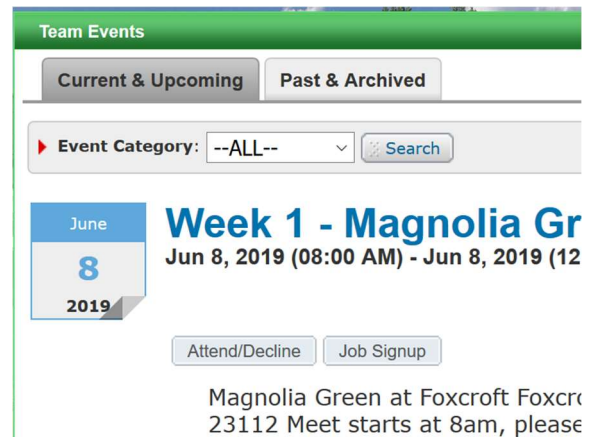 Team Events
Current & Upcoming Past & Archived
Event Category: --ALL-- Search
June
8
2019
Week 1 - Magnolia Gr
Jun 8, 2019 (08:00 AM) - Jun 8, 2019 (12
Attend/Decline Job Signup
Magnolia Green at Foxcroft Foxcro
23112 Meet starts at 8am, please